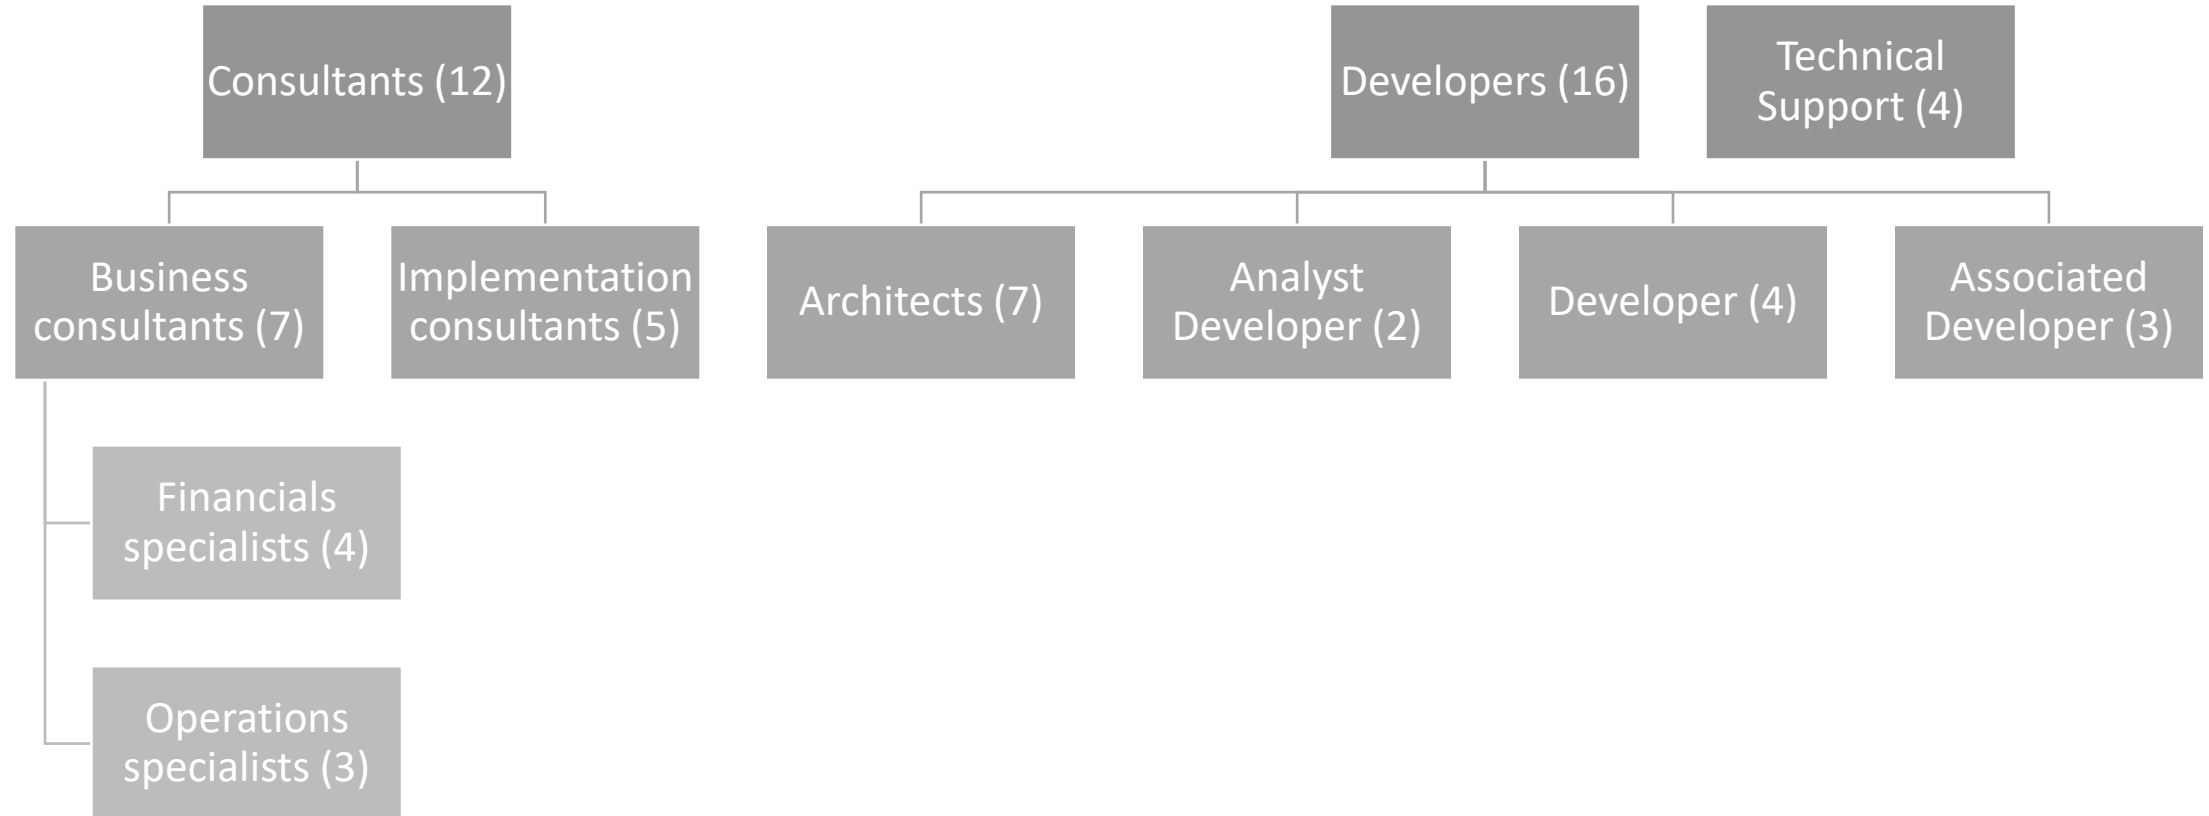 Consultants (12)
Developers (16)
Technical
Support (4)
Business
consultants (7)
Implementation
consultants (5)
Architects (7)
Analyst
Developer (2)
Developer (4)
Associated
Developer (3)
Financials
specialists (4)
Operations
specialists (3)